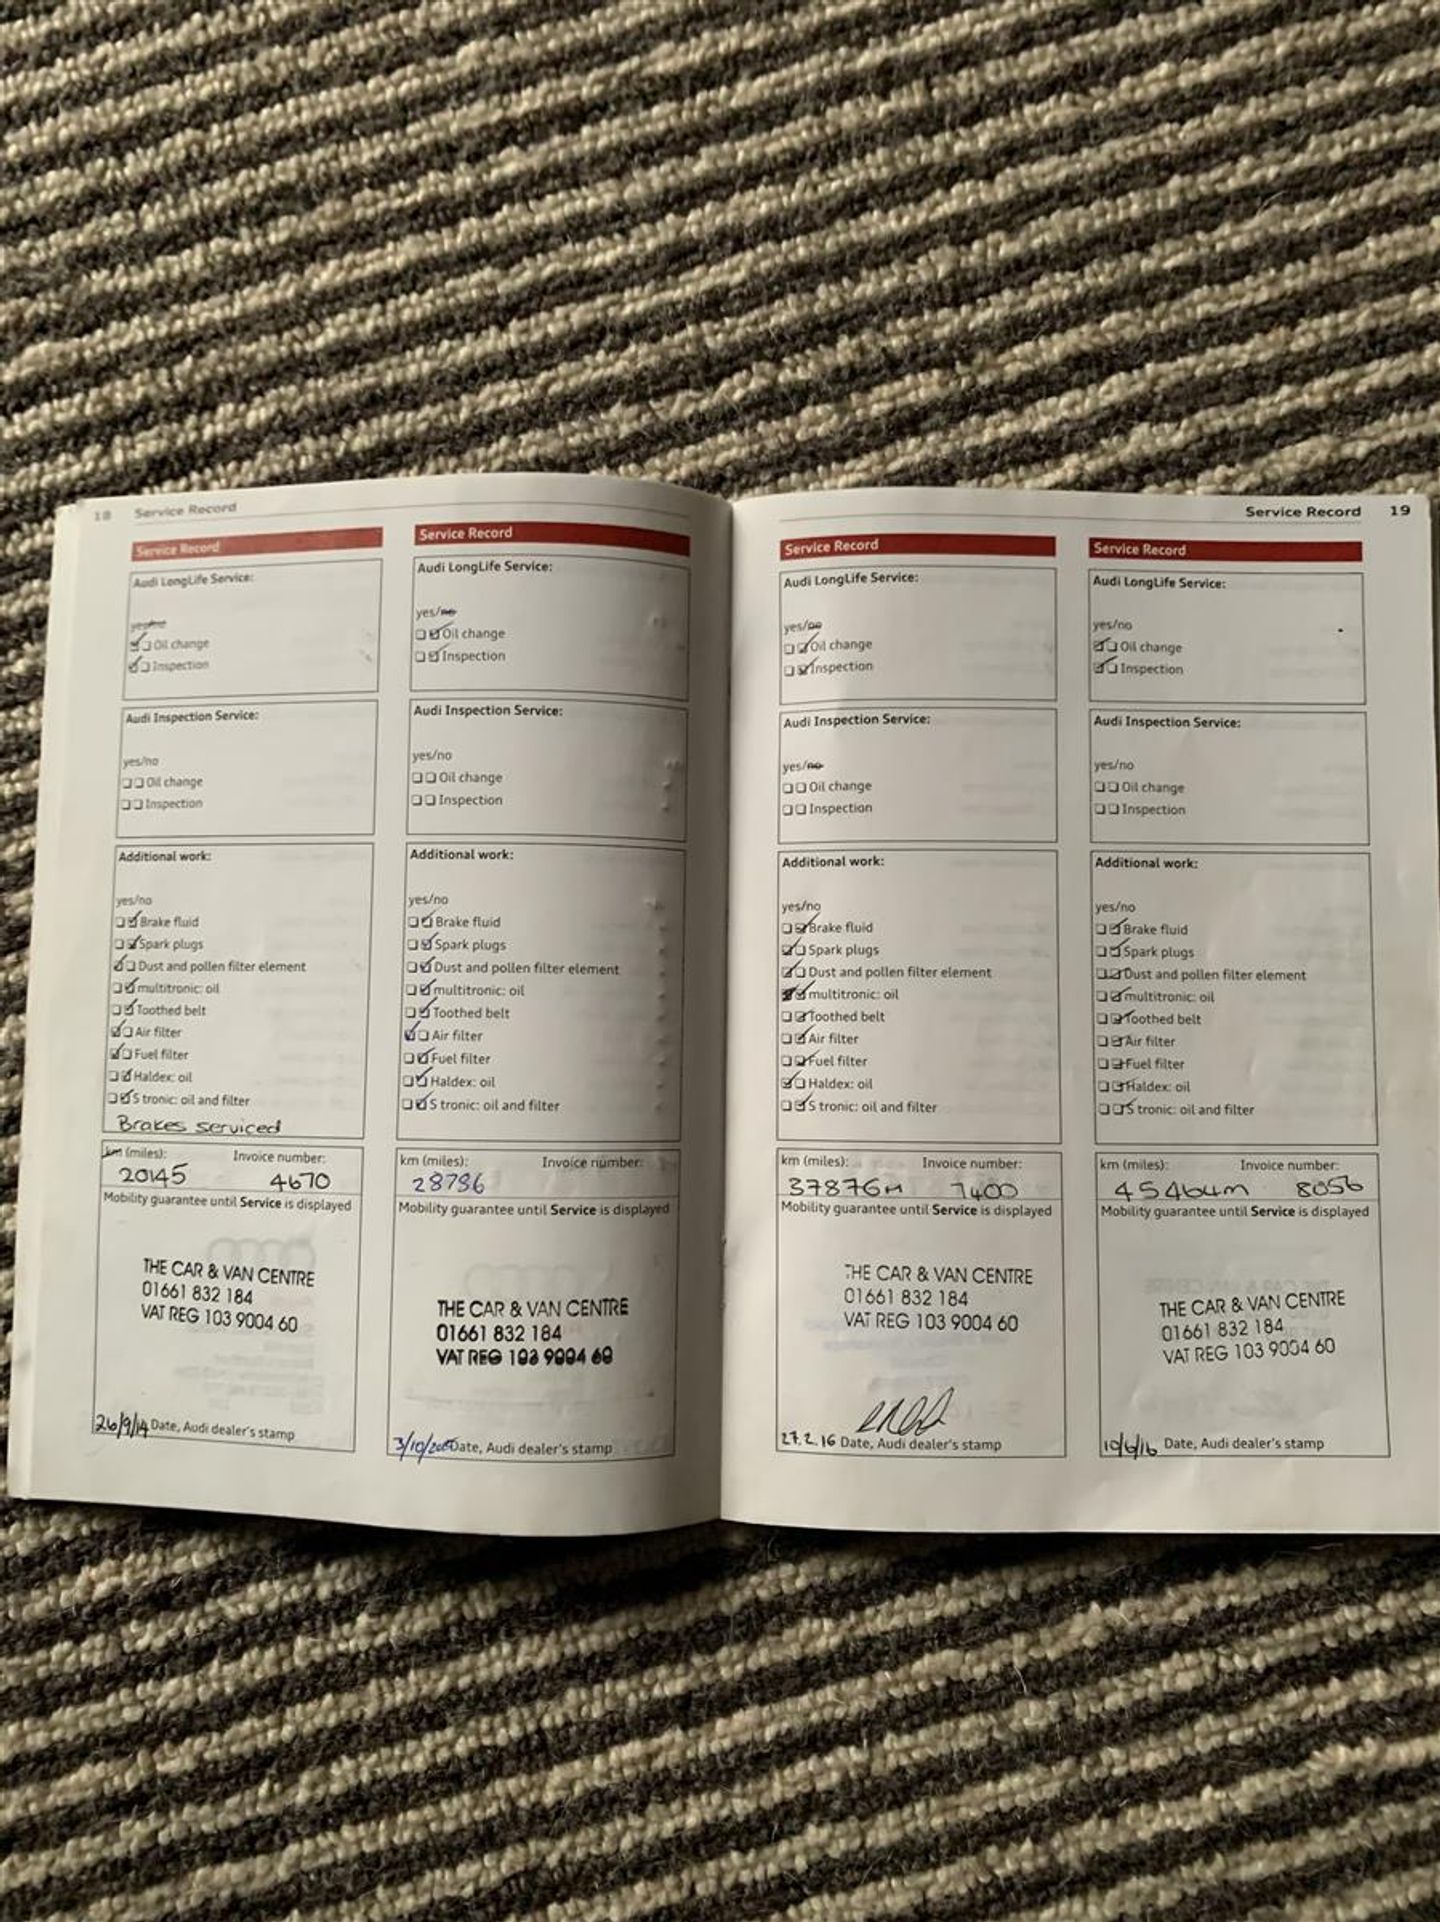 18 Service Record
Service Record
Audi LongLife Service:
yes/no
Oil change
Inspection
Audi Inspection Service:
yes/no
Oil change
Inspection
Additional work:
yes/no
Brake fluid
Spark plugs
Dust and pollen filter element
multitronic: oil
Toothed belt
Air filter
Fuel filter
Haldex: oil
S tronic: oil and filter
Brakes serviced
km (miles): Invoice number:
20145 4670
Mobility guarantee until Service is displayed
THE CAR & VAN CENTRE
01661 832 184
VAT REG 103 9004 60
26/9/14 Date, Audi dealer's stamp
Service Record
Audi LongLife Service:
yes/no
Oil change
Inspection
Audi Inspection Service:
yes/no
Oil change
Inspection
Additional work:
yes/no
Brake fluid
Spark plugs
Dust and pollen filter element
multitronic: oil
Toothed belt
Air filter
Fuel filter
Haldex: oil
S tronic: oil and filter
km (miles): Invoice number:
28786
Mobility guarantee until Service is displayed
THE CAR & VAN CENTRE
01661 832 184
VAT REG 103 9004 60
Date, Audi dealer's stamp
Service Record 19
Service Record
Audi LongLife Service:
yes/no
Oil change
Inspection
Audi Inspection Service:
yes/no
Oil change
Inspection
Additional work:
yes/no
Brake fluid
Spark plugs
Dust and pollen filter element
multitronic: oil
Toothed belt
Air filter
Fuel filter
Haldex: oil
S tronic: oil and filter
km (miles): Invoice number:
37876m 7400
Mobility guarantee until Service is displayed
THE CAR & VAN CENTRE
01661 832 184
VAT REG 103 9004 60
27.2.16 Date, Audi dealer's stamp
Service Record
Audi LongLife Service:
yes/no
Oil change
Inspection
Audi Inspection Service:
yes/no
Oil change
Inspection
Additional work:
yes/no
Brake fluid
Spark plugs
Dust and pollen filter element
multitronic: oil
Toothed belt
Air filter
Fuel filter
Haldex: oil
S tronic: oil and filter
km (miles): Invoice number:
45464m 8056
Mobility guarantee until Service is displayed
THE CAR & VAN CENTRE
01661 832 184
VAT REG 103 9004 60
10/6/16 Date, Audi dealer's stamp